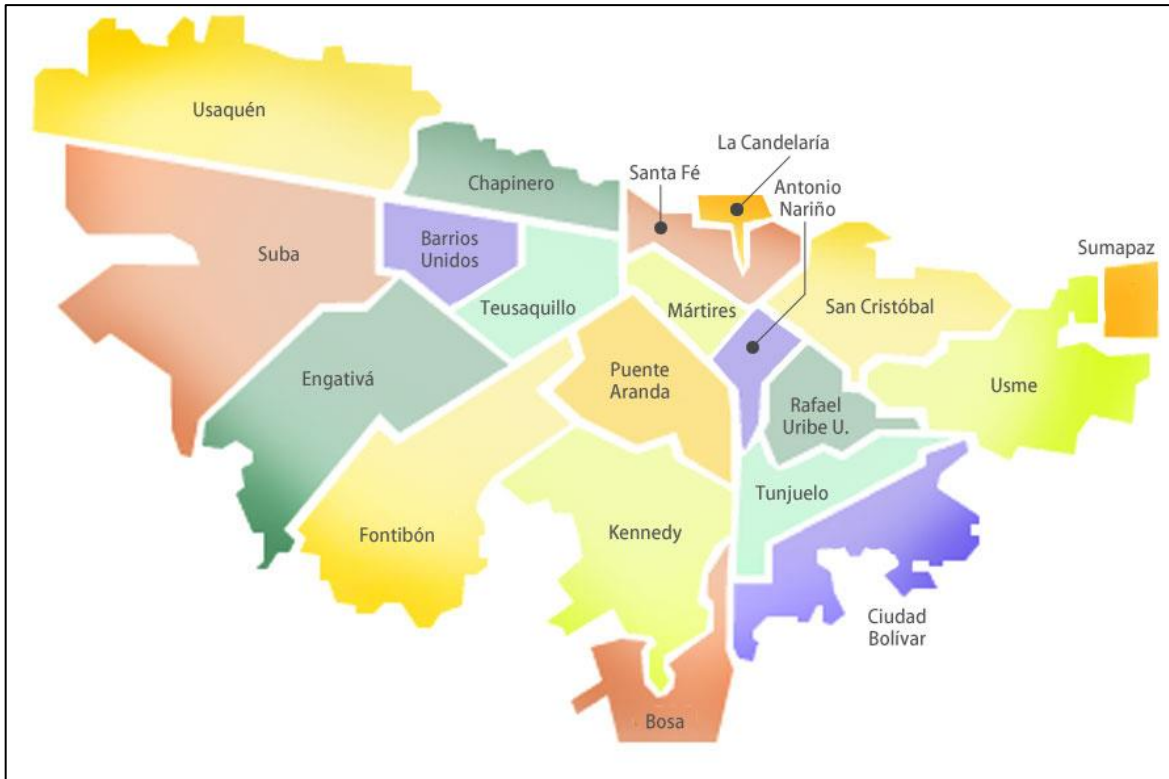 Usaquén
La Candelaría
Santa Fé
Antonio
Nariño
Chapinero
Sumapaz
Suba
Barrios
Unidos
Teusaquillo
Mártires
San Cristóbal
Engativá
Puente
Aranda
Usme
Rafael
Uribe U.
Tunjuelo
Fontibón
Kennedy
Ciudad
Bolívar
Bosa